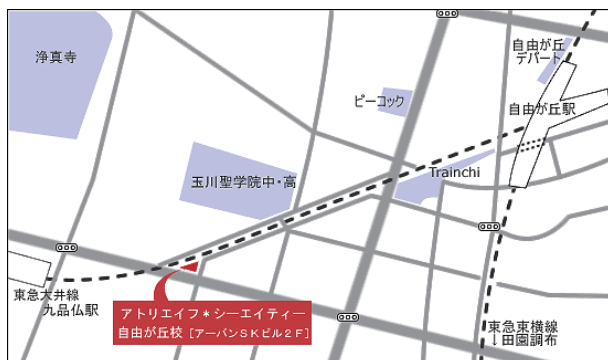 浄真寺
自由が丘
デパート
ピーコック
自由が丘駅
玉川聖学院中・高
Trainchi
東急大井線
九品仏駅
アトリエイフ*シーエイティー
自由が丘校 [アーバンSKビル2F]
東急東横線
↓田園調布